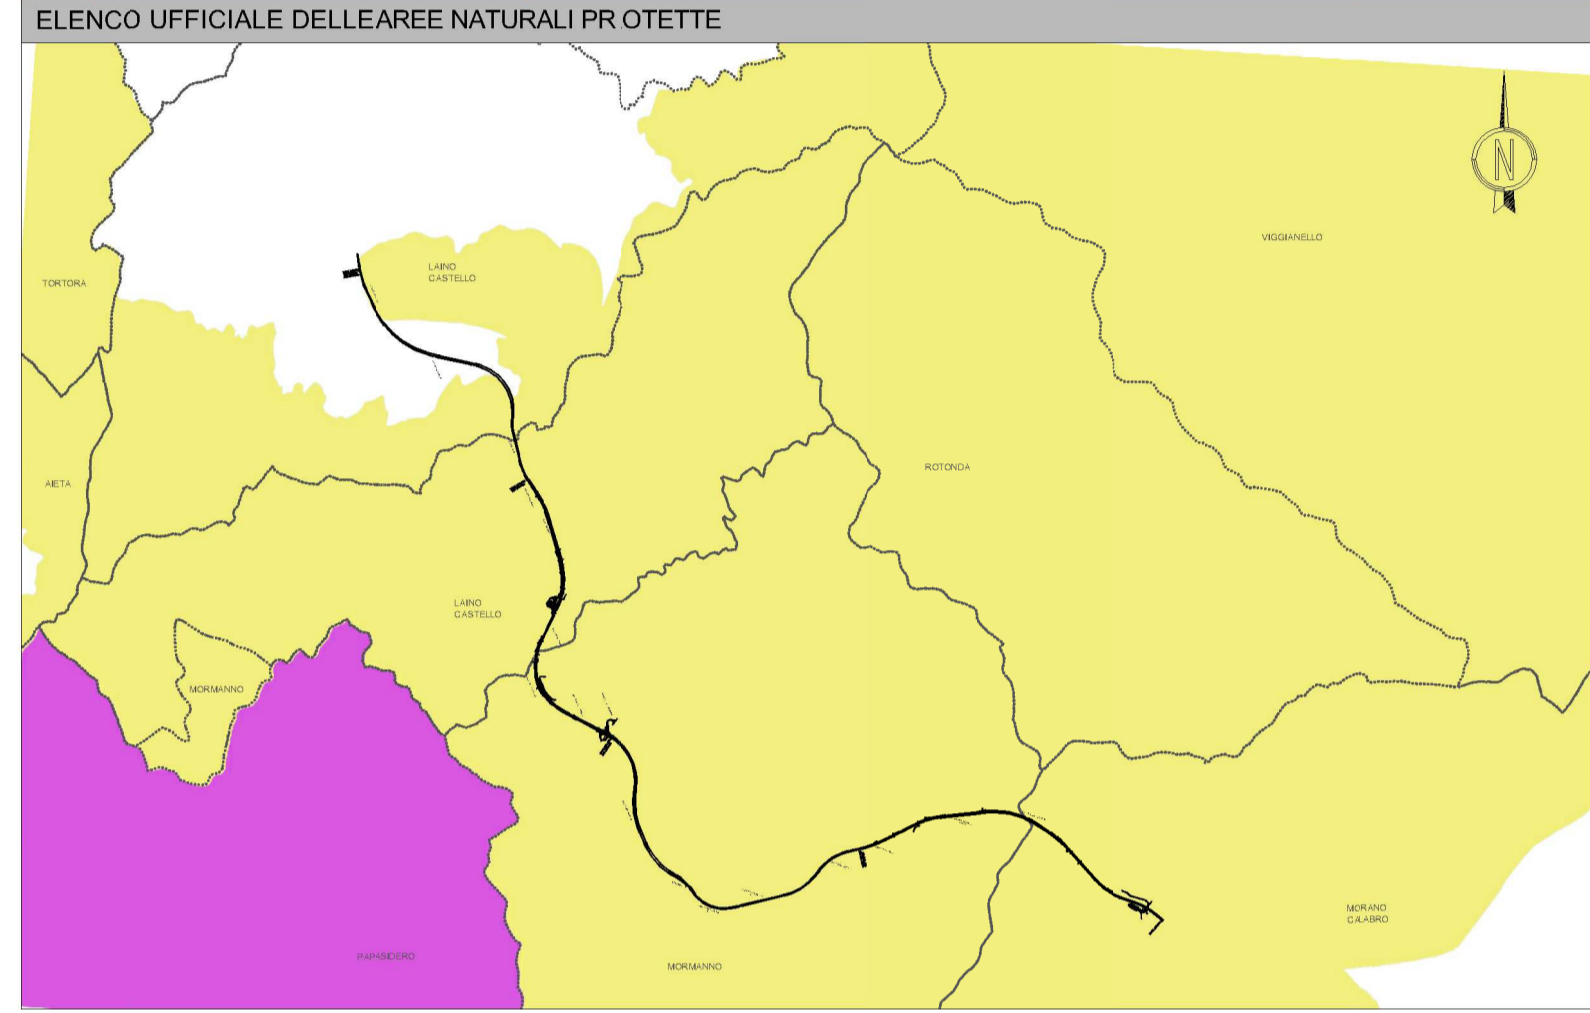 ELENCO UFFICIALE DELLEAREE NATURALI PR OTETTE
N
VIGGIANELLO
LAINO
CASTELLO
TORTORA
ROTONDA
AIETA
LAINO
CASTELLO
MORMANNO
MORANO
CALABRO
PAPASIDERO
MORMANNO